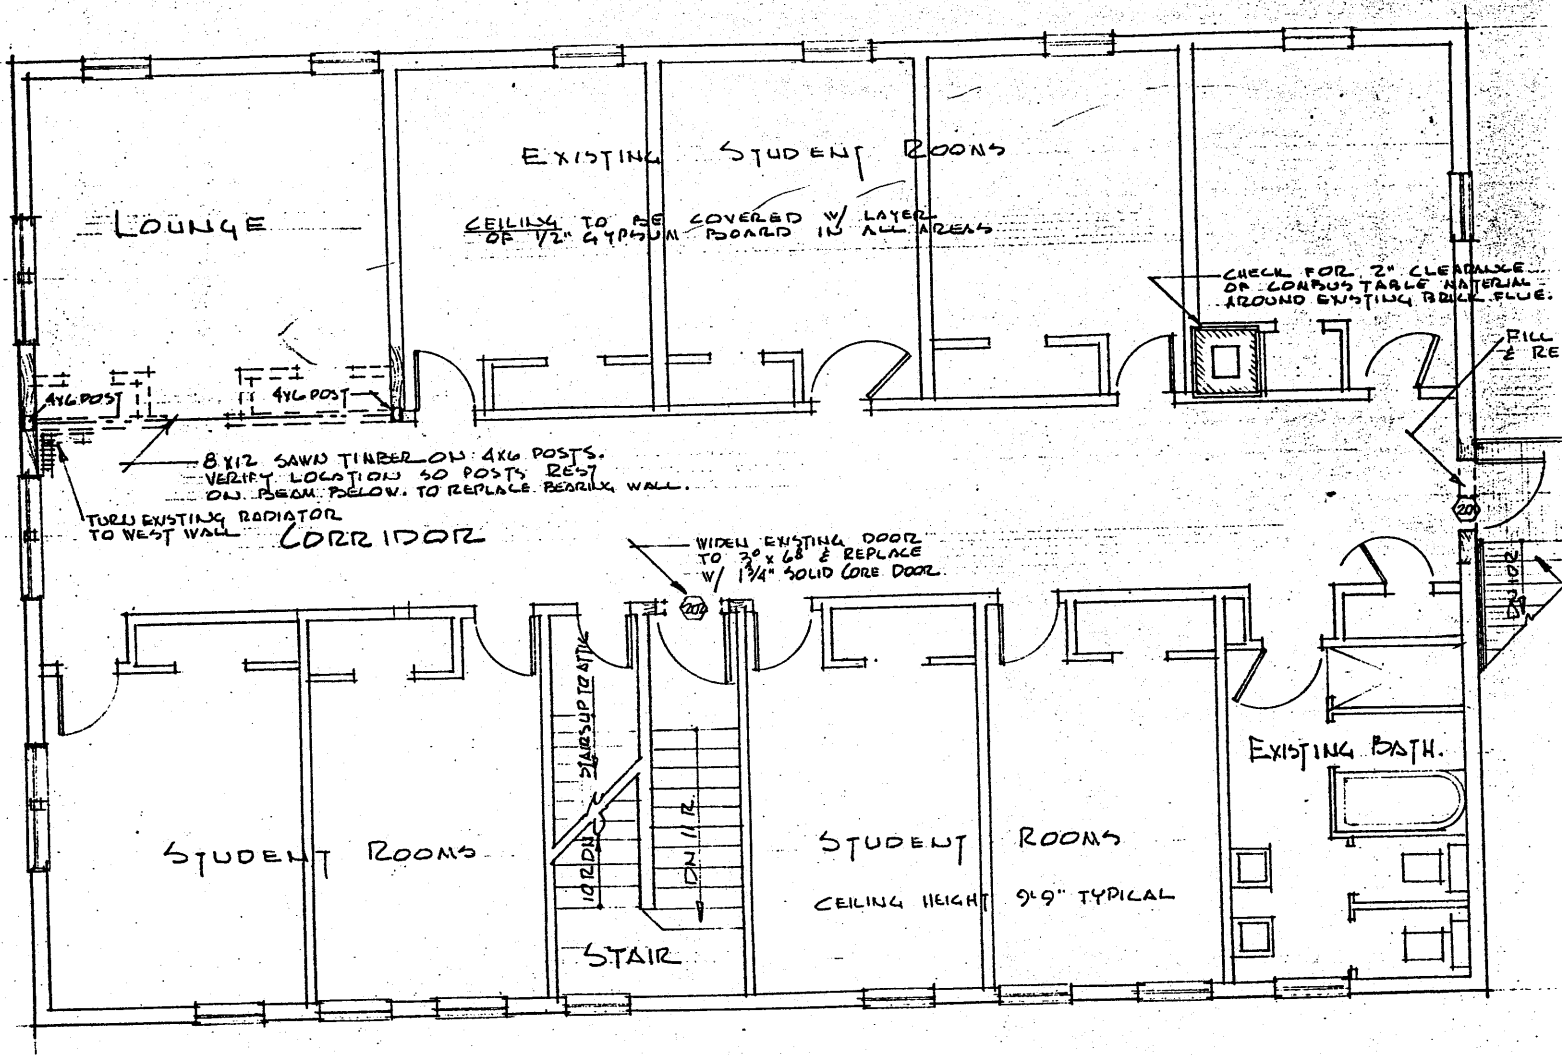 EXISTING STUDENT ROOMS
LOUNGE
CEILING TO BE COVERED W/ LAYER
OF 1/2" GYPSUM BOARD IN ALL AREAS
CHECK FOR 2" CLEARANCE
OF COMBUSTABLE MATERIAL
AROUND EXISTING BRICK FLUE.
FILL
& RE
4X6 POST
4X6 POST
8 X12 SAWN TIMBER ON 4X6 POSTS.
VERIFY LOCATION SO POSTS REST
ON BEAM BELOW. TO REPLACE BEARING WALL.
TURN EXISTING RADIATOR
TO WEST WALL
CORRIDOR
WIDEN EXISTING DOOR
TO 3⁰ x 6⁸ & REPLACE
W/ 1 3/4" SOLID CORE DOOR
202
STAIRS UP TO ATTIC
10 R DN
DN 11 R
EXISTING BATH.
STUDENT ROOMS
STUDENT ROOMS
CEILING HEIGHT 9'-9" TYPICAL
STAIR